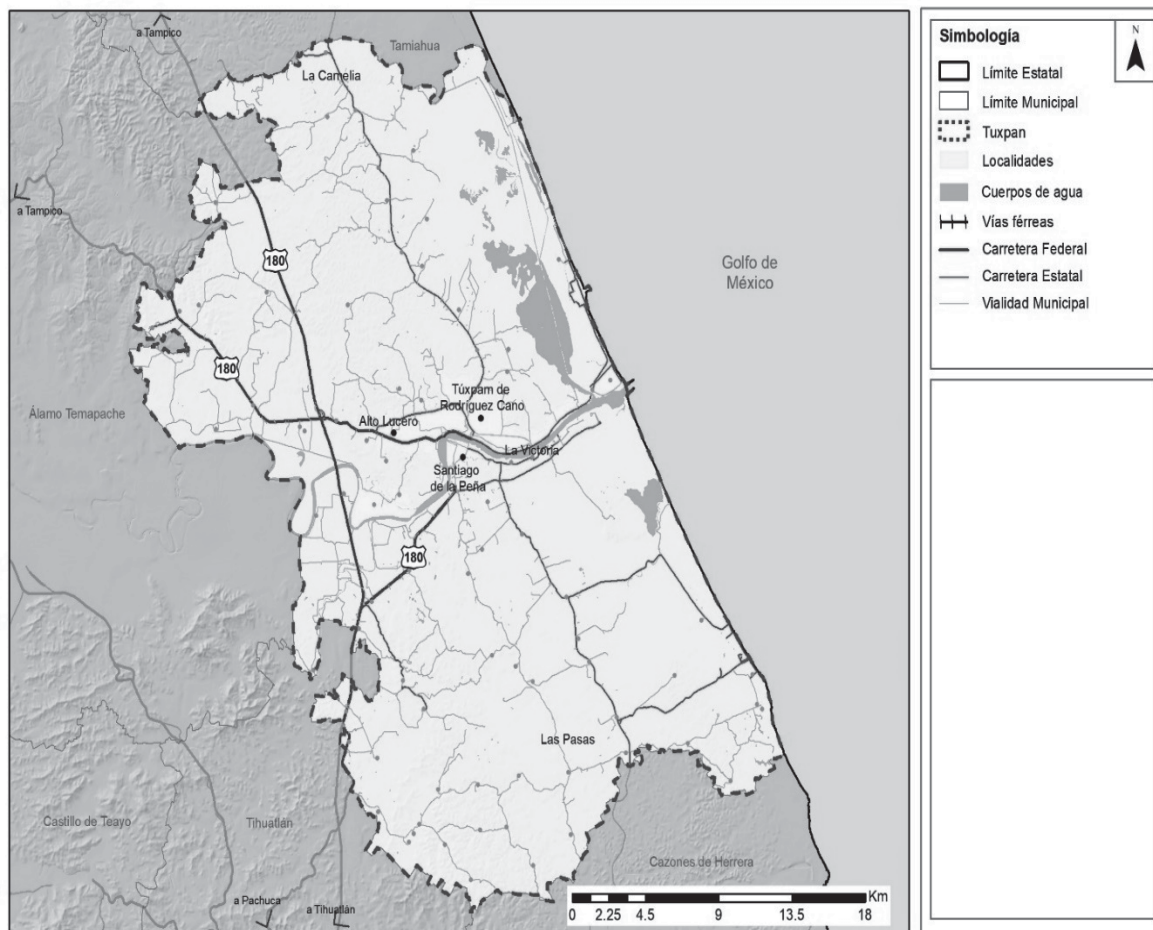 a Tampico
Tamiahua
La Camelia
a Tampico
180
Golfo de
México
180
Álamo Temapache
Túxpam de
Rodríguez Cano
Alto Lucero
La Victoria
Santiago
de la Peña
180
Las Pasas
Castillo de Teayo
Tihuatlán
Cazones de Herrera
a Pachuca
a Tihuatlán
Km
0 2.25 4.5 9 13.5 18
Simbología
N
Límite Estatal
Límite Municipal
Tuxpan
Localidades
Cuerpos de agua
Vías férreas
Carretera Federal
Carretera Estatal
Vialidad Municipal